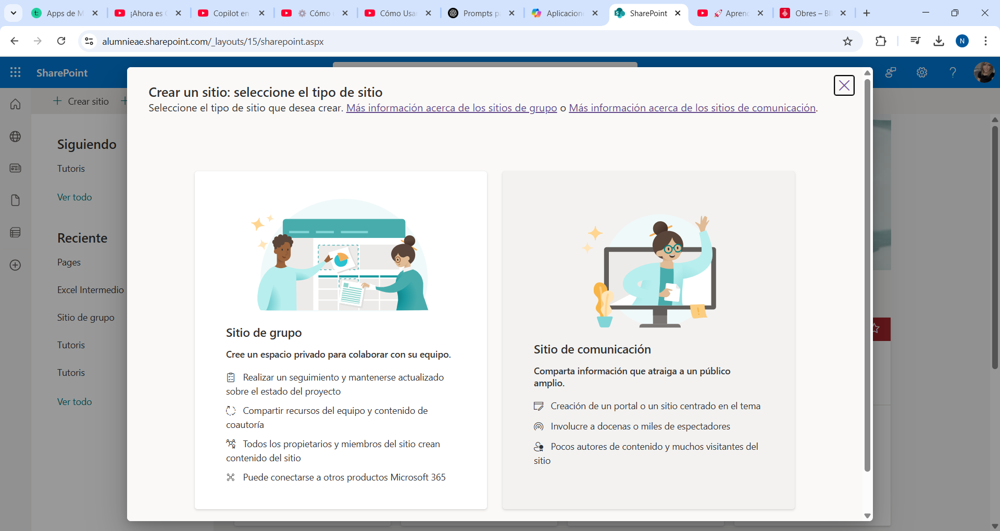 Apps de M
¡Ahora es
Copilot en
Cómo
Cómo Usa
Prompts pa
Aplicacion
SharePoint
Aprend
Obres – BI
alumnieae.sharepoint.com/_layouts/15/sharepoint.aspx
N
SharePoint
Crear sitio
Siguiendo
Tutoris
Ver todo
Reciente
Pages
Excel Intermedio
Sitio de grupo
Tutoris
Tutoris
Ver todo
Crear un sitio: seleccione el tipo de sitio
Seleccione el tipo de sitio que desea crear. Más información acerca de los sitios de grupo o Más información acerca de los sitios de comunicación.
Sitio de grupo
Cree un espacio privado para colaborar con su equipo.
Realizar un seguimiento y mantenerse actualizado
sobre el estado del proyecto
Compartir recursos del equipo y contenido de
coautoría
Todos los propietarios y miembros del sitio crean
contenido del sitio
Puede conectarse a otros productos Microsoft 365
Sitio de comunicación
Comparta información que atraiga a un público
amplio.
Creación de un portal o un sitio centrado en el tema
Involucre a docenas o miles de espectadores
Pocos autores de contenido y muchos visitantes del
sitio